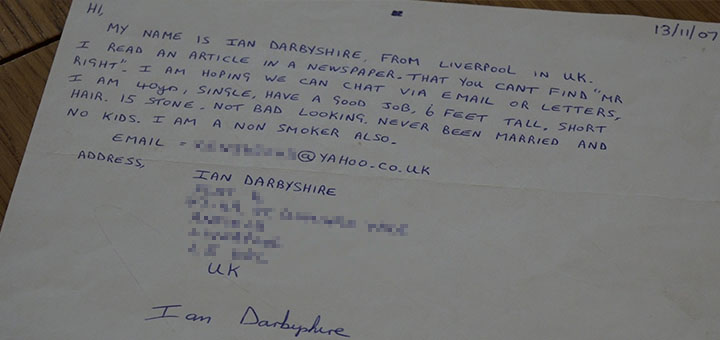 Hi,
13/11/07
MY NAME IS IAN DARBYSHIRE, FROM LIVERPOOL IN UK.
I READ AN ARTICLE IN A NEWSPAPER. THAT YOU CANT FIND "MR
RIGHT". I AM HOPING WE CAN CHAT VIA EMAIL OR LETTERS,
I AM 40yo, SINGLE, HAVE A GOOD JOB, 6 FEET TALL, SHORT
HAIR. 15 STONE. NOT BAD LOOKING. NEVER BEEN MARRIED AND
NO KIDS. I AM A NON SMOKER ALSO.
EMAIL = @YAHOO.CO.UK
ADDRESS,
IAN DARBYSHIRE
UK
Ian Darbyshire